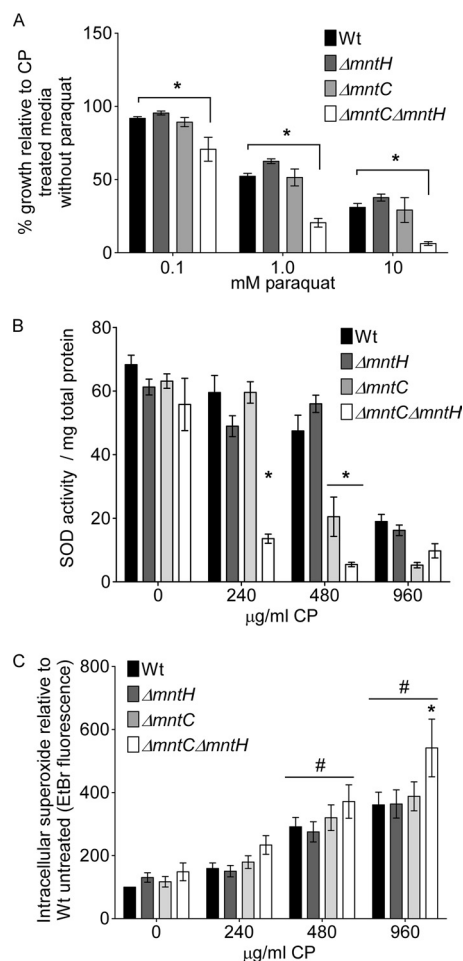 A
% growth relative to CP
treated media
without paraquat
150
100
50
0
Wt
ΔmntH
ΔmntC
ΔmntCΔmntH
*
*
*
0.1
1.0
10
mM paraquat
B
SOD activity / mg total protein
80
60
40
20
0
Wt
ΔmntH
ΔmntC
ΔmntCΔmntH
*
*
0
240
480
960
μg/ml CP
C
Intracellular superoxide relative to
Wt untreated (EtBr fluorescence)
800
600
400
200
0
Wt
ΔmntH
ΔmntC
ΔmntCΔmntH
#
#
*
0
240
480
960
μg/ml CP